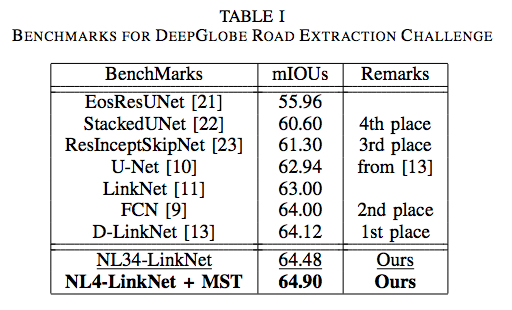 TABLE I
BENCHMARKS FOR DEEPGLOBE ROAD EXTRACTION CHALLENGE
BenchMarks mIOUs Remarks
EosResUNet [21] 55.96
StackedUNet [22] 60.60 4th place
ResInceptSkipNet [23] 61.30 3rd place
U-Net [10] 62.94 from [13]
LinkNet [11] 63.00
FCN [9] 64.00 2nd place
D-LinkNet [13] 64.12 1st place
NL34-LinkNet 64.48 Ours
NL4-LinkNet + MST 64.90 Ours